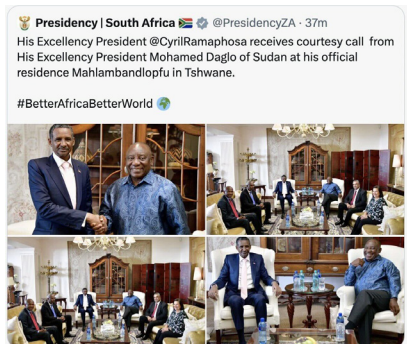 Presidency | South Africa 🇿🇦 @PresidencyZA · 37m
His Excellency President @CyrilRamaphosa receives courtesy call from
His Excellency President Mohamed Daglo of Sudan at his official
residence Mahlambandlopfu in Tshwane.
#BetterAfricaBetterWorld 🌍